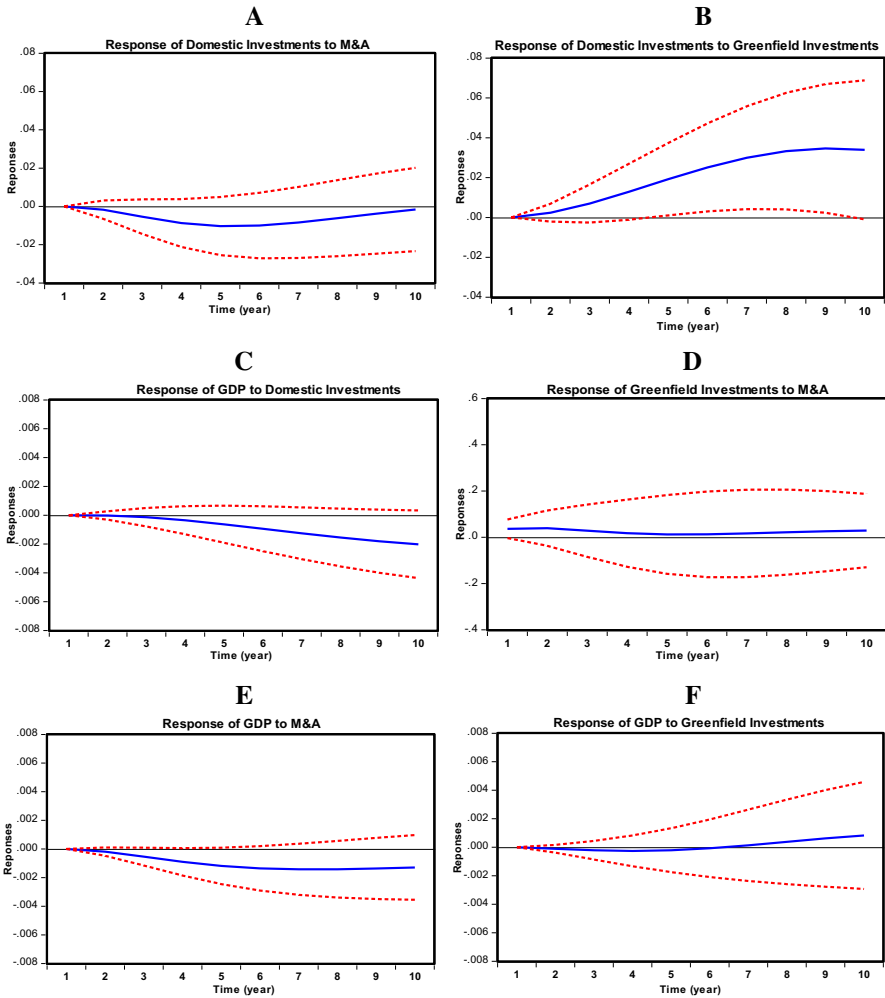 A
Response of Domestic Investments to M&A
.08
.06
.04
.02
.00
-.02
-.04
Reponses
1 2 3 4 5 6 7 8 9 10
Time (year)
B
Response of Domestic Investments to Greenfield Investments
.08
.06
.04
.02
.00
-.02
-.04
Reponses
1 2 3 4 5 6 7 8 9 10
Time (year)
C
Response of GDP to Domestic Investments
.008
.006
.004
.002
.000
-.002
-.004
-.006
-.008
Responses
1 2 3 4 5 6 7 8 9 10
Time (year)
D
Response of Greenfield Investments to M&A
.6
.4
.2
.0
-.2
-.4
Responses
1 2 3 4 5 6 7 8 9 10
Time (year)
E
Response of GDP to M&A
.008
.006
.004
.002
.000
-.002
-.004
-.006
-.008
Reponses
1 2 3 4 5 6 7 8 9 10
Time (year)
F
Response of GDP to Greenfield Investments
.008
.006
.004
.002
.000
-.002
-.004
-.006
-.008
Reponses
1 2 3 4 5 6 7 8 9 10
Time (year)